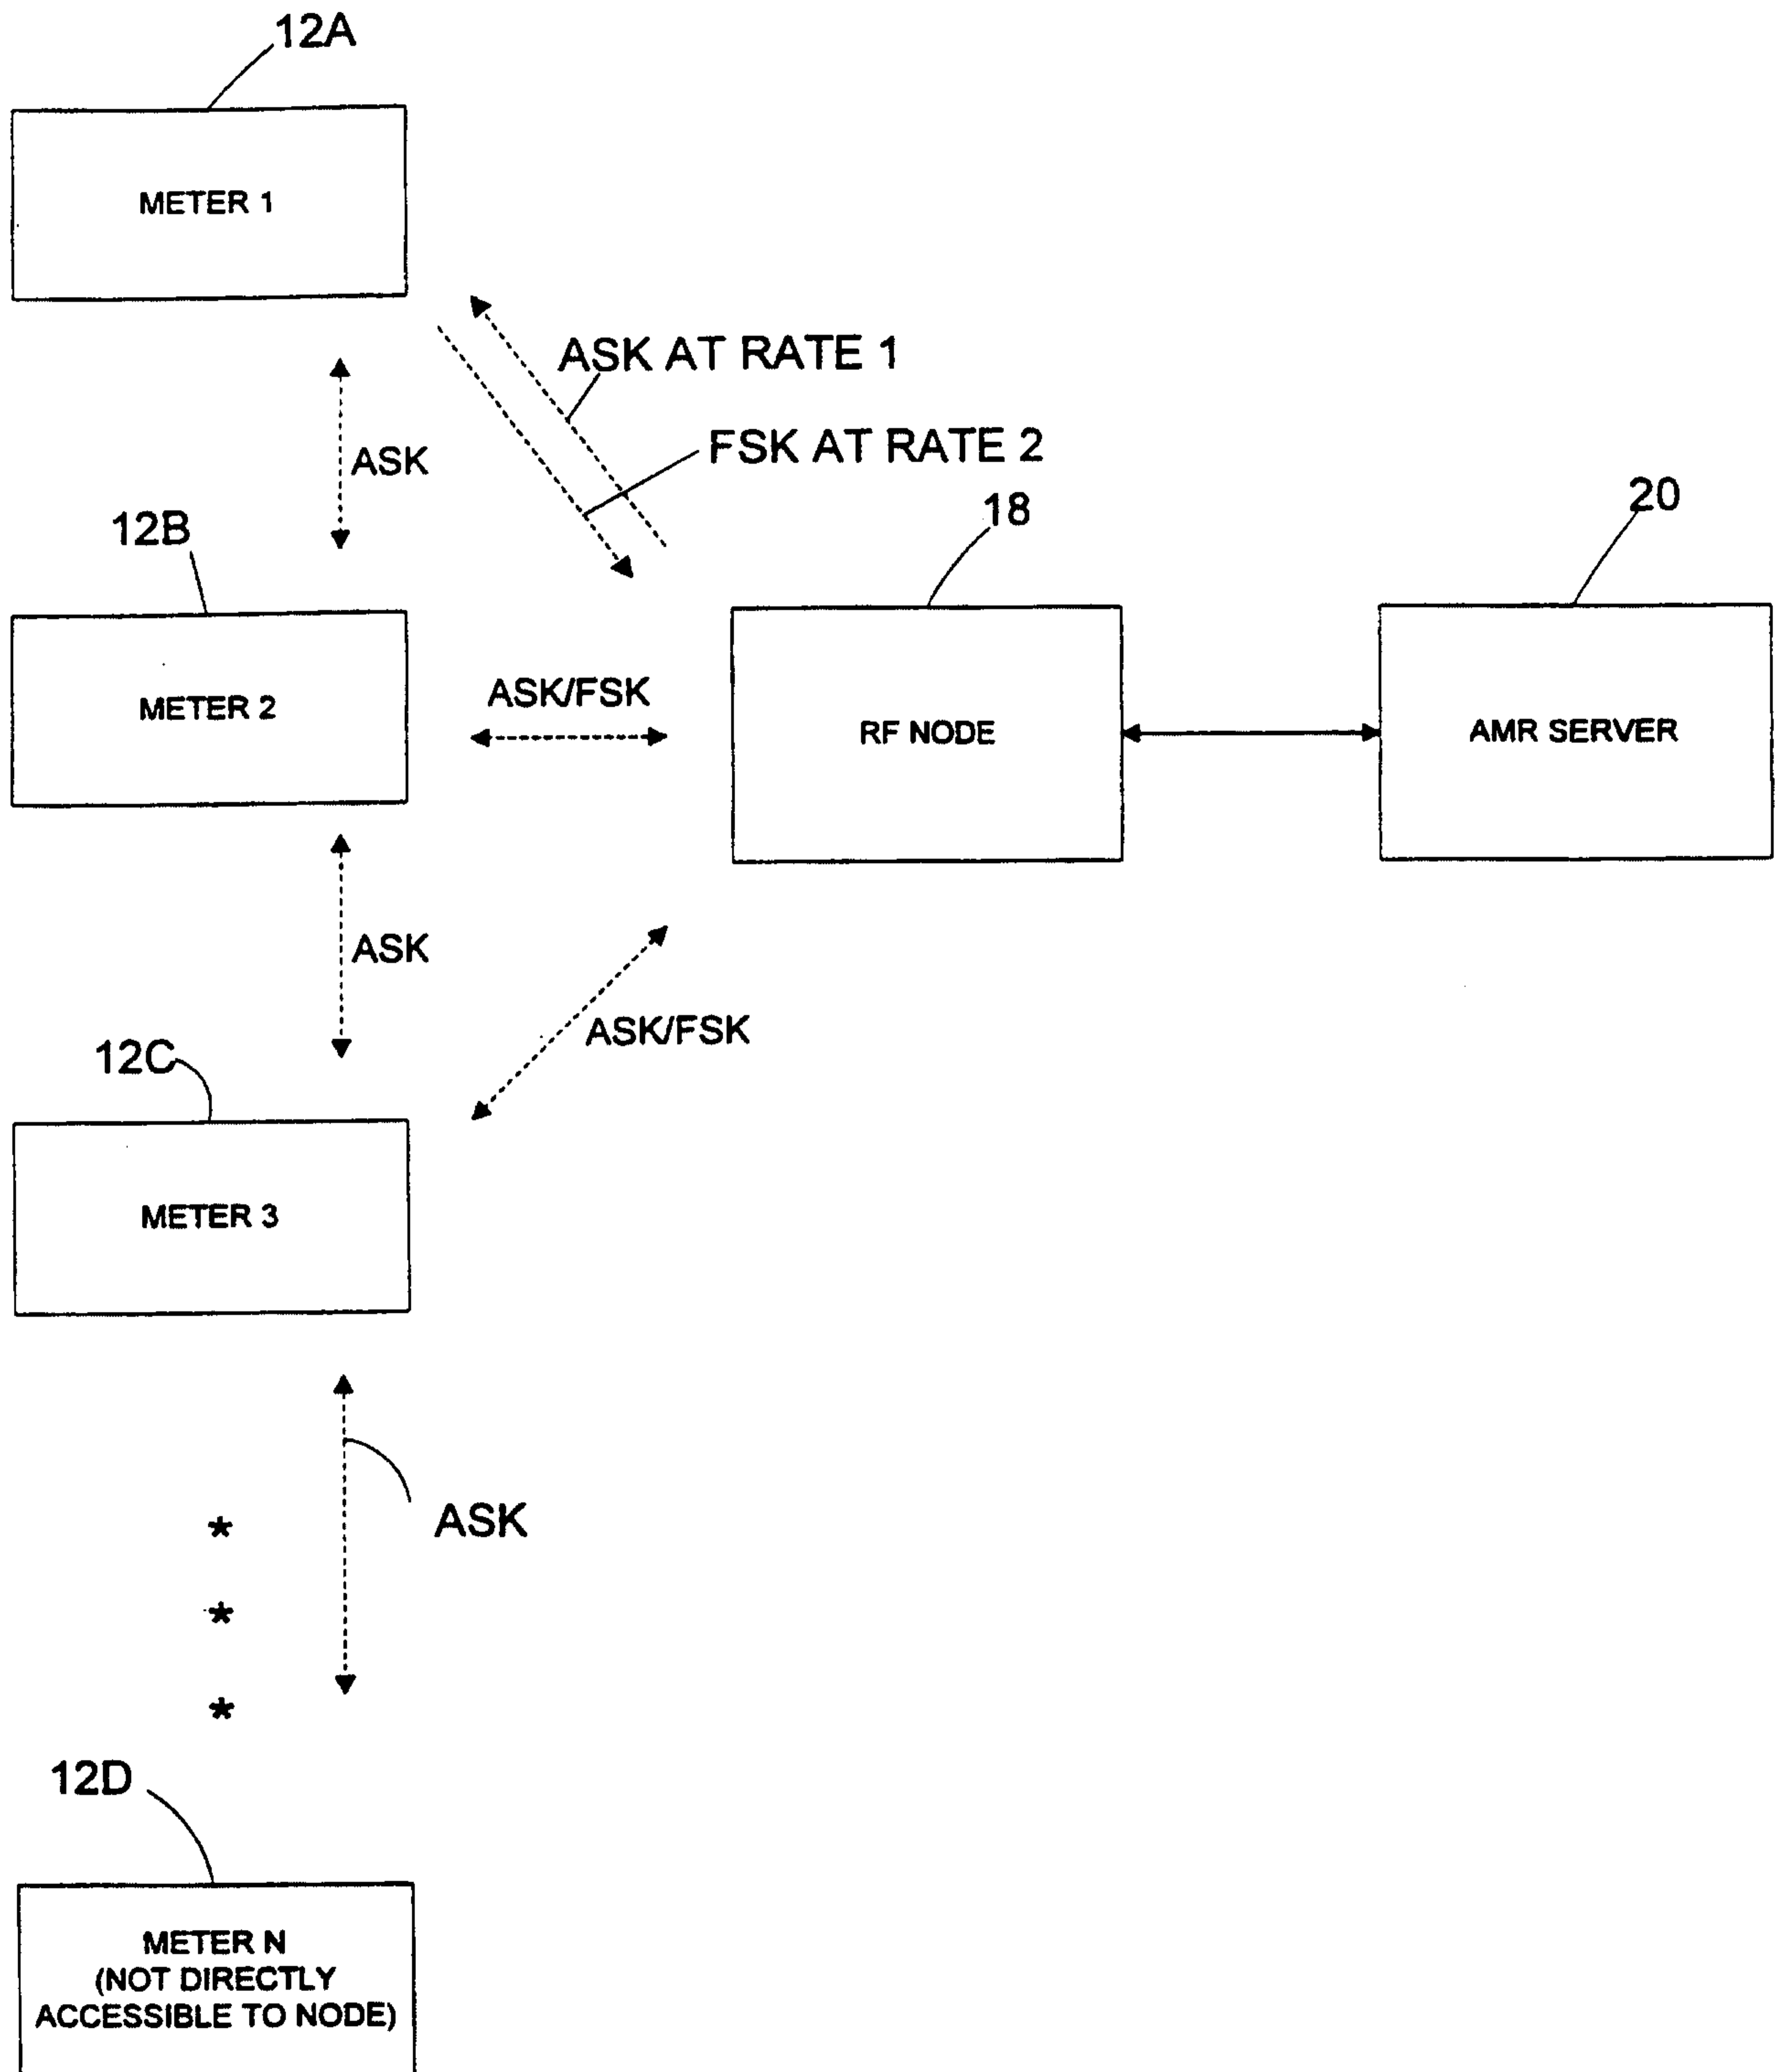 12A
METER 1
ASK AT RATE 1
FSK AT RATE 2
ASK
12B
18
20
METER 2
ASK/FSK
RF NODE
AMR SERVER
ASK
ASK/FSK
12C
METER 3
ASK
*
*
*
12D
METER N
(NOT DIRECTLY
ACCESSIBLE TO NODE)